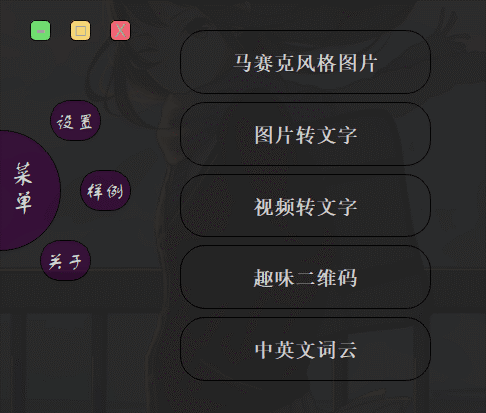 - □ X
马赛克风格图片
设置
图片转文字
菜单
样例
视频转文字
关于
趣味二维码
中英文词云